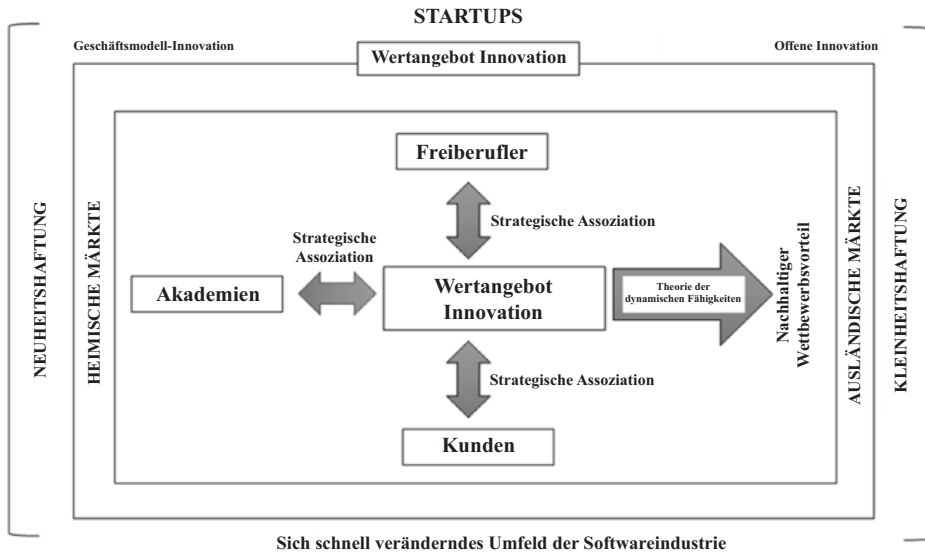 STARTUPS
Geschäftsmodell-Innovation
Offene Innovation
Wertangebot Innovation
NEUHEITSHAFTUNG
HEIMISCHE MÄRKTE
Freiberufler
Strategische Assoziation
Strategische
Assoziation
Akademien
Wertangebot
Innovation
Theorie der
dynamischen Fähigkeiten
Nachhaltiger
Wettbewerbsvorteil
AUSLÄNDISCHE MÄRKTE
KLEINHEITSHAFTUNG
Strategische Assoziation
Kunden
Sich schnell veränderndes Umfeld der Softwareindustrie